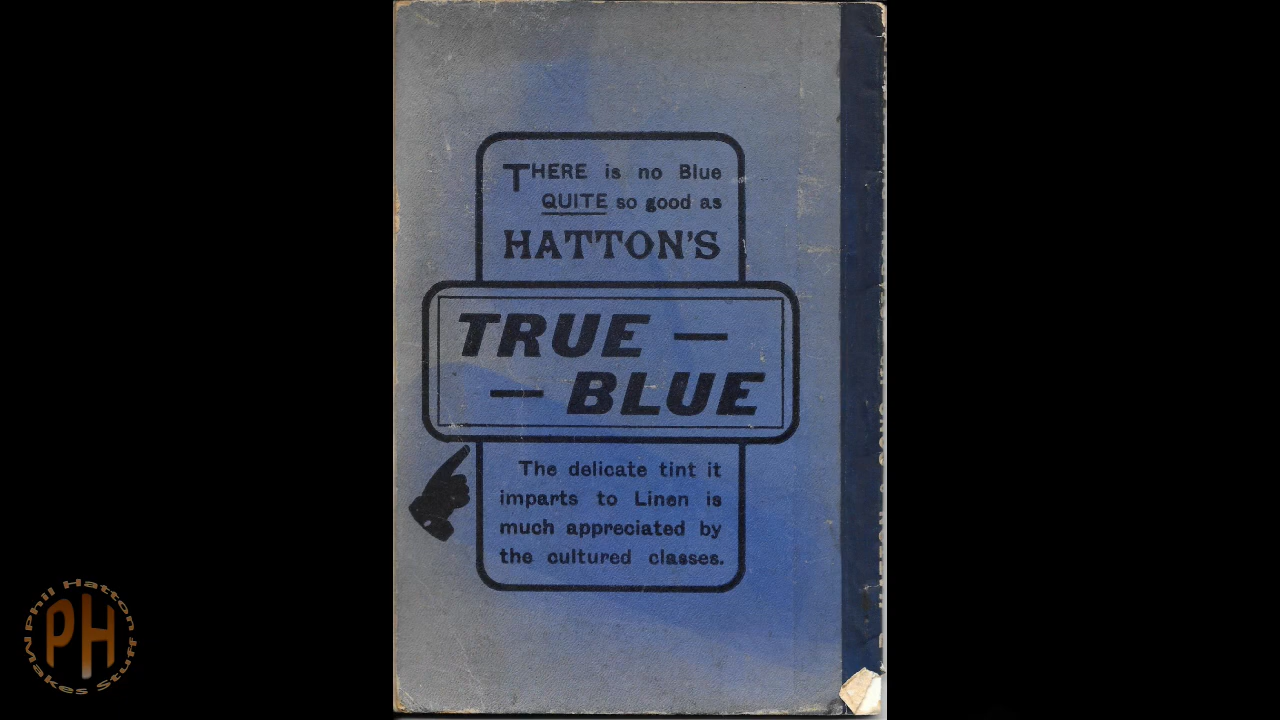 THERE is no Blue
QUITE so good as
HATTON'S
TRUE —
— BLUE
The delicate tint it
imparts to Linen is
much appreciated by
the cultured classes.
Phil Hatton
PH
Makes Stuff